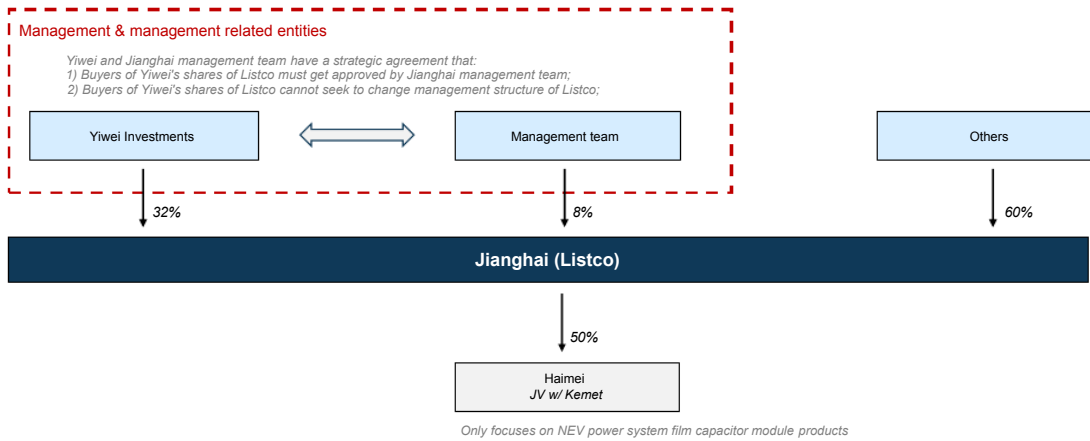 Management & management related entities
Yiwei and Jianghai management team have a strategic agreement that:
1) Buyers of Yiwei's shares of Listco must get approved by Jianghai management team;
2) Buyers of Yiwei's shares of Listco cannot seek to change management structure of Listco;
Yiwei Investments
Management team
Others
32%
8%
60%
Jianghai (Listco)
50%
Haimei
JV w/ Kemet
Only focuses on NEV power system film capacitor module products